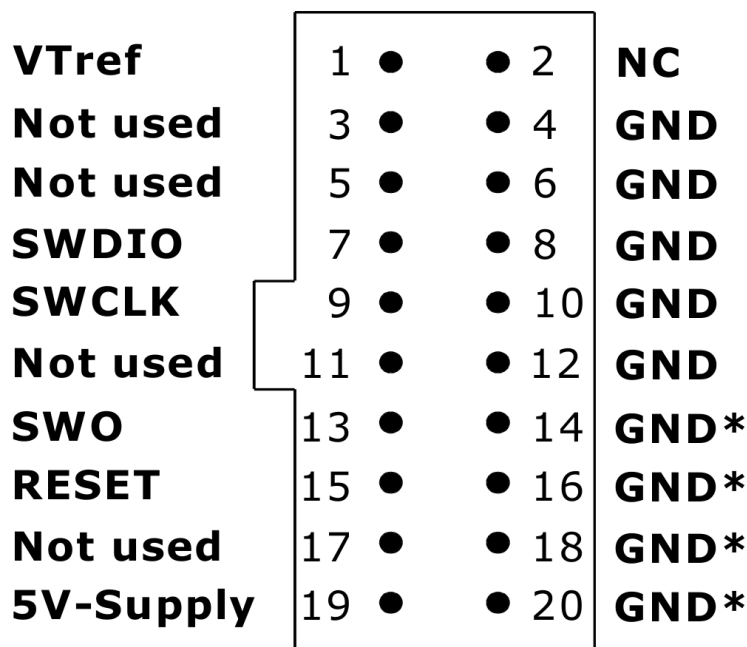 VTref 1 2 NC
Not used 3 4 GND
Not used 5 6 GND
SWDIO 7 8 GND
SWCLK 9 10 GND
Not used 11 12 GND
SWO 13 14 GND*
RESET 15 16 GND*
Not used 17 18 GND*
5V-Supply 19 20 GND*